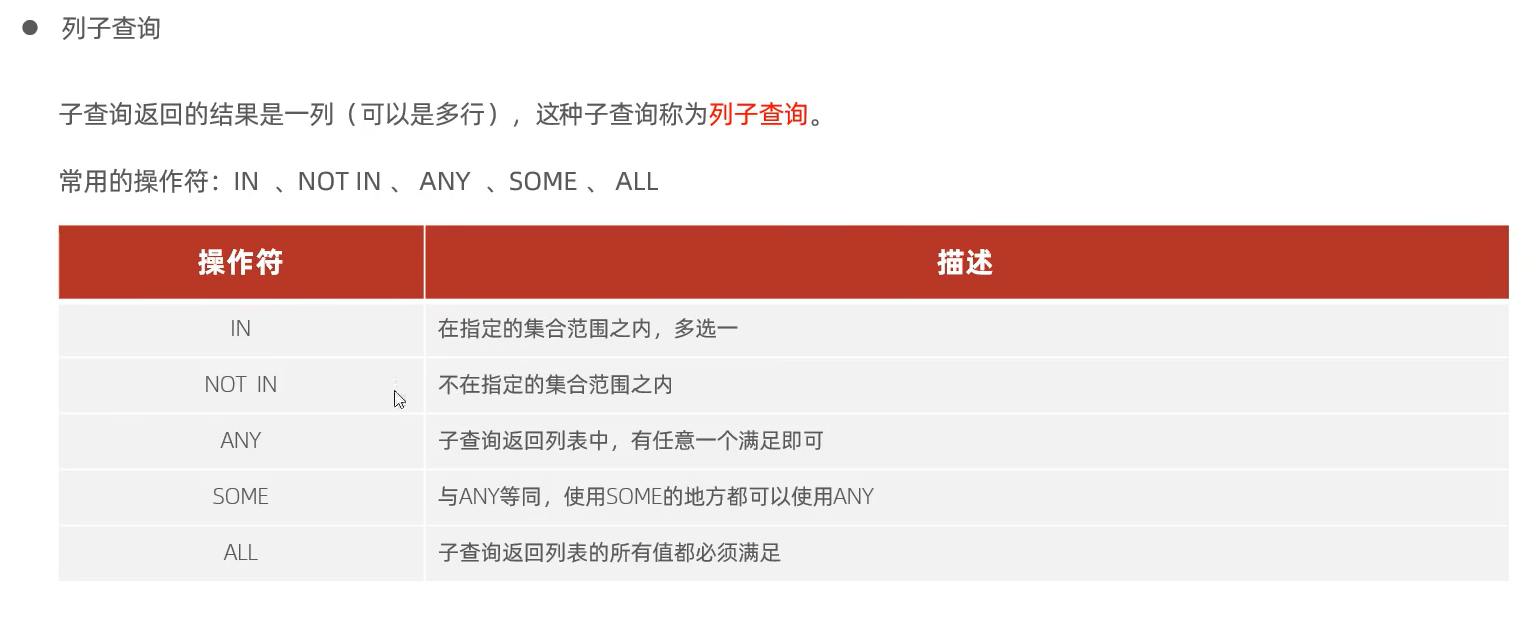 列子查询
子查询返回的结果是一列（可以是多行），这种子查询称为列子查询。
常用的操作符：IN 、NOT IN 、 ANY 、SOME 、 ALL
操作符 描述
IN 在指定的集合范围之内，多选一
NOT IN 不在指定的集合范围之内
ANY 子查询返回列表中，有任意一个满足即可
SOME 与ANY等同，使用SOME的地方都可以使用ANY
ALL 子查询返回列表的所有值都必须满足